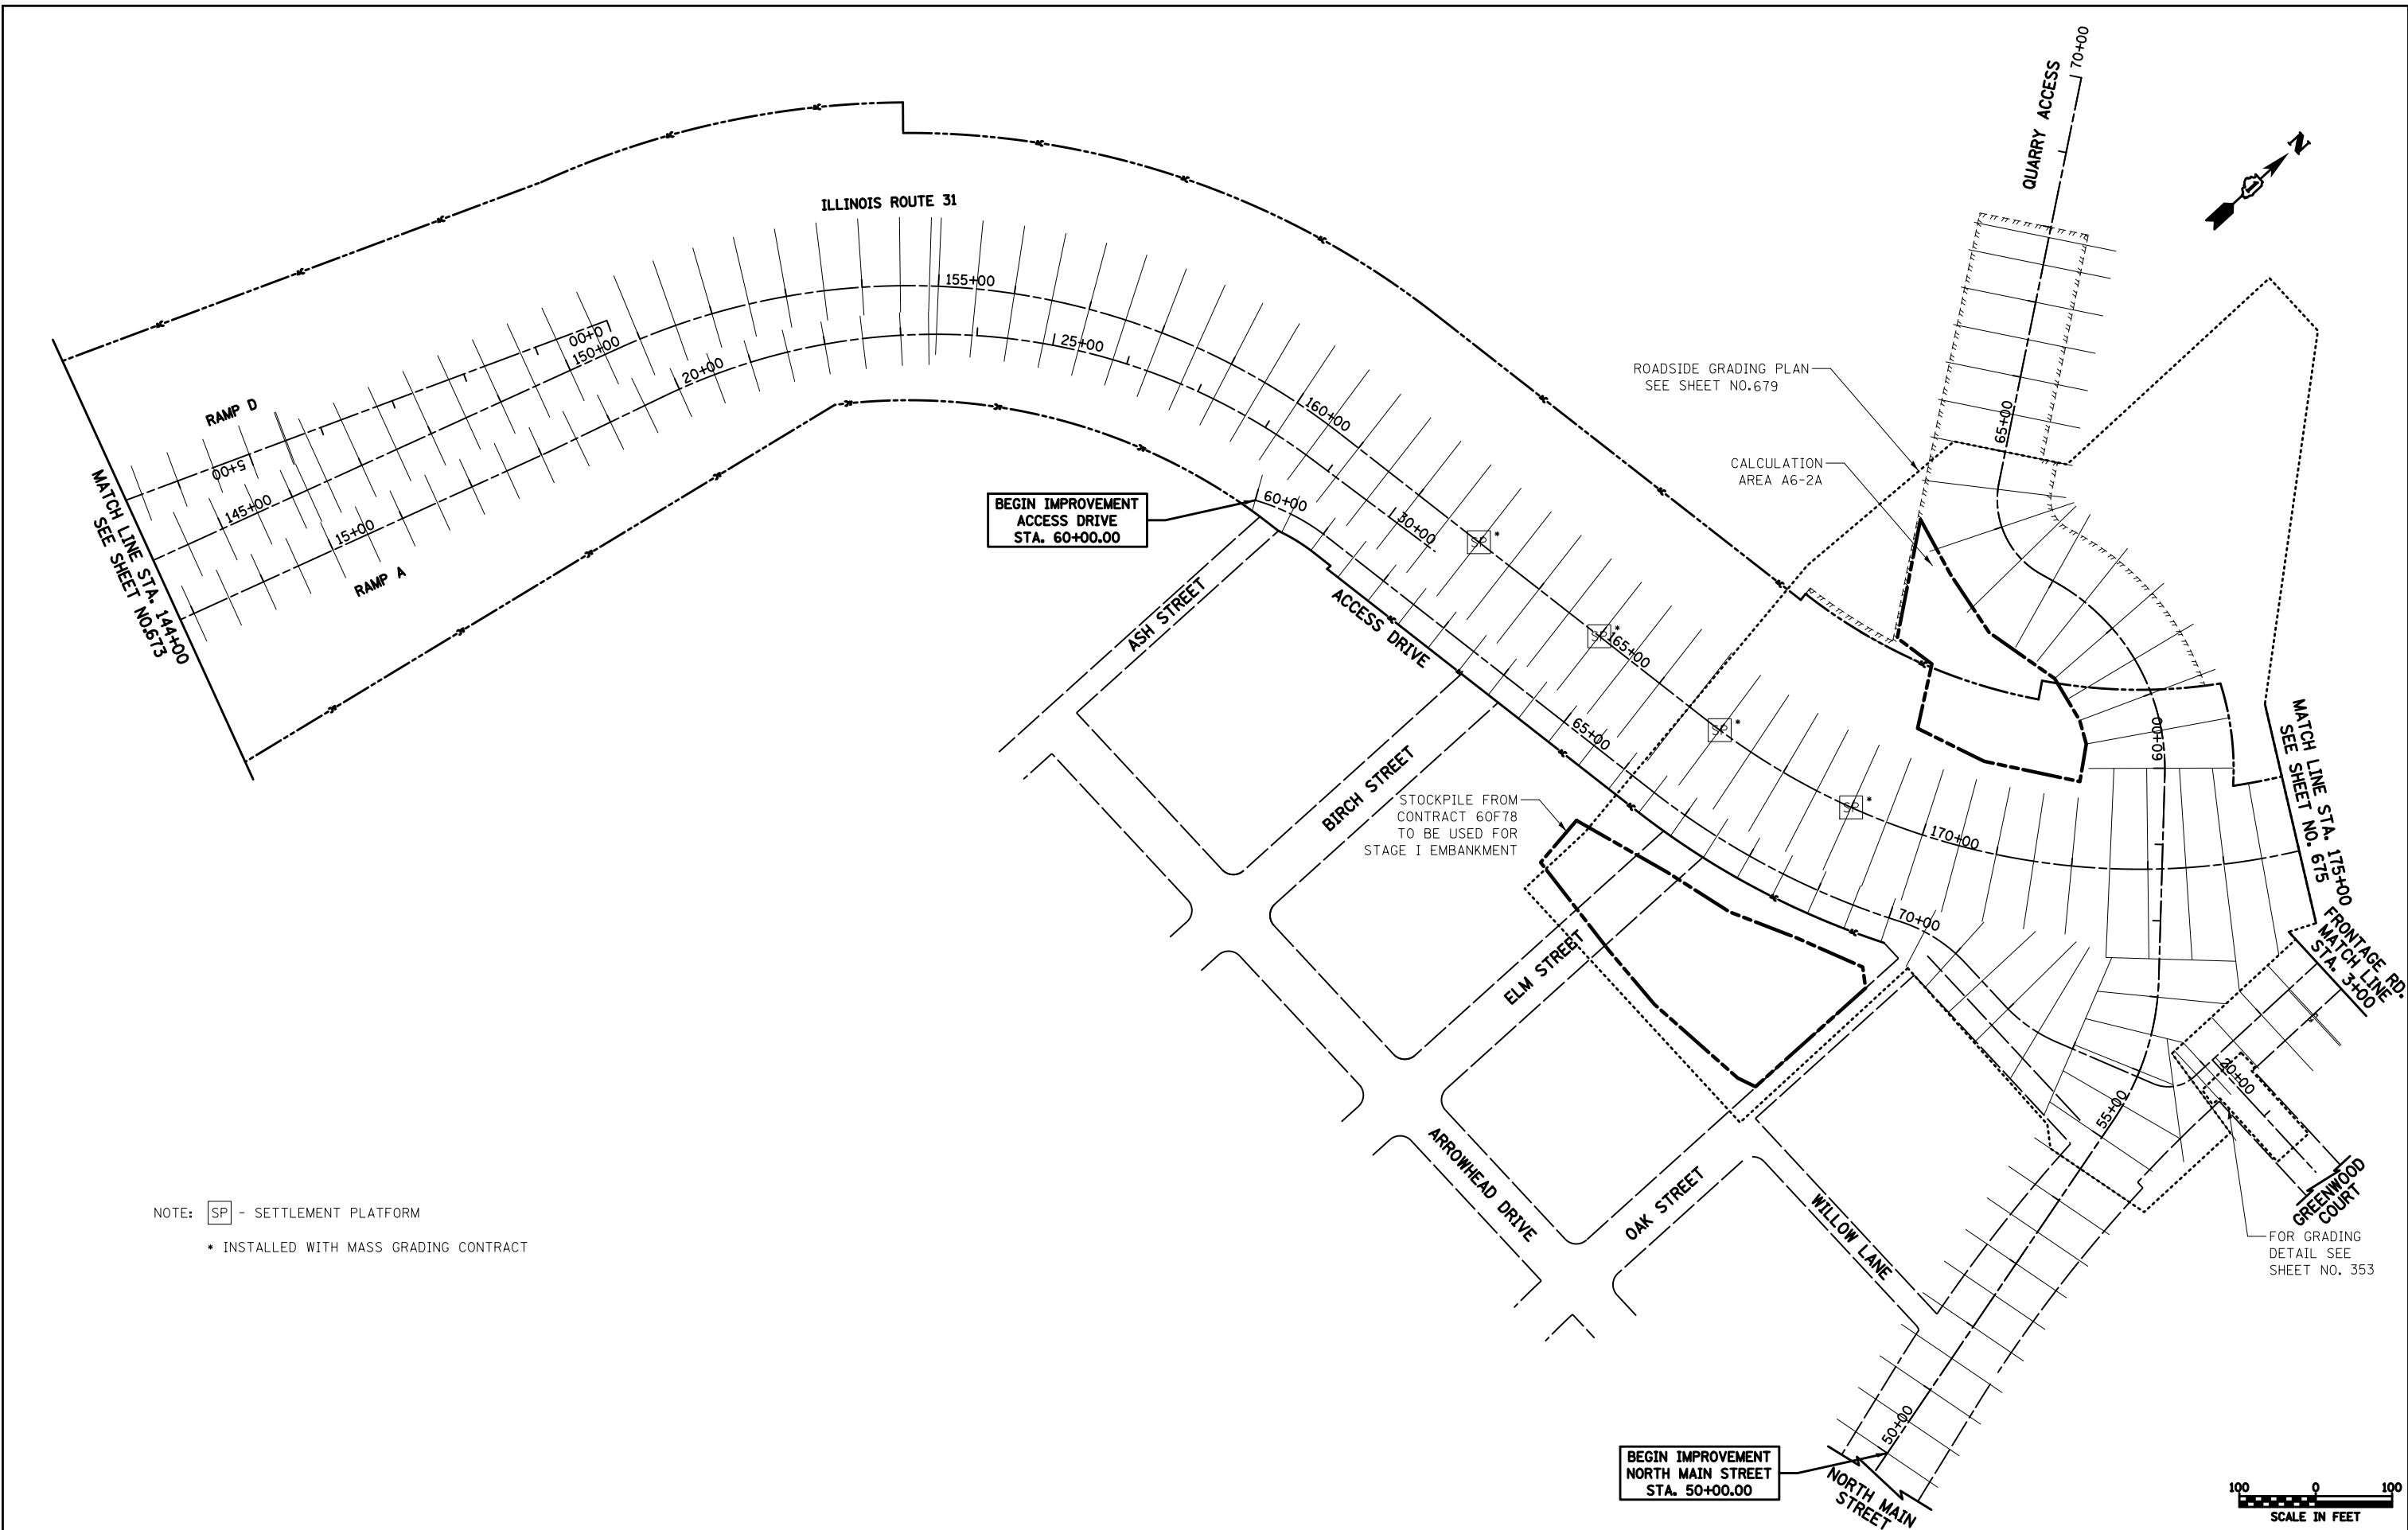 70+00
QUARRY ACCESS
N
ILLINOIS ROUTE 31
155+00
25+00
0+00
150+00
20+00
160+00
ROADSIDE GRADING PLAN
SEE SHEET NO.679
65+00
RAMP D
5+00
145+00
15+00
RAMP A
MATCH LINE STA. 144+00
SEE SHEET NO.673
CALCULATION
AREA A6-2A
BEGIN IMPROVEMENT
ACCESS DRIVE
STA. 60+00.00
60+00
30+00
SP *
ASH STREET
ACCESS DRIVE
SP *
165+00
SP *
65+00
60+00
MATCH LINE STA. 175+00
SEE SHEET NO. 675
BIRCH STREET
STOCKPILE FROM
CONTRACT 60F78
TO BE USED FOR
STAGE I EMBANKMENT
SP *
170+00
70+00
ELM STREET
FRONTAGE RD.
MATCH LINE
STA. 3+00
20+00
55+00
ARROWHEAD DRIVE
OAK STREET
WILLOW LANE
GREENWOOD
COURT
FOR GRADING
DETAIL SEE
SHEET NO. 353
NOTE: SP - SETTLEMENT PLATFORM
* INSTALLED WITH MASS GRADING CONTRACT
50+00
BEGIN IMPROVEMENT
NORTH MAIN STREET
STA. 50+00.00
NORTH MAIN
STREET
100 0 100
SCALE IN FEET